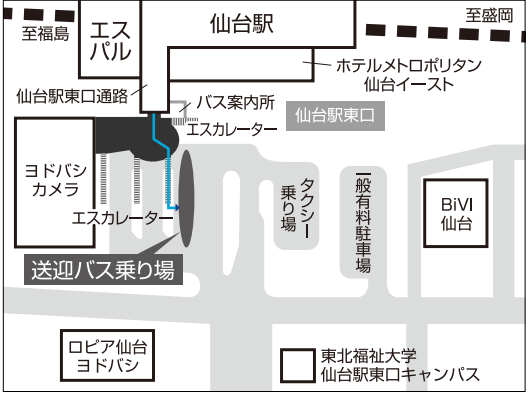 至福島
エス
パル
仙台駅
至盛岡
ホテルメトロポリタン
仙台イースト
仙台駅東口通路
バス案内所
エスカレーター
仙台駅東口
ヨドバシ
カメラ
エスカレーター
タクシー
乗り場
一般有料駐車場
BiVI
仙台
送迎バス乗り場
ロピア仙台
ヨドバシ
東北福祉大学
仙台駅東口キャンパス